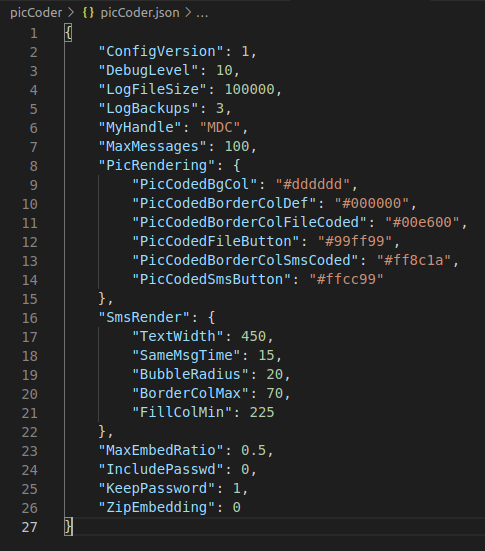 picCoder > {} picCoder.json > ...
1 {
2 "ConfigVersion": 1,
3 "DebugLevel": 10,
4 "LogFileSize": 100000,
5 "LogBackups": 3,
6 "MyHandle": "MDC",
7 "MaxMessages": 100,
8 "PicRendering": {
9 "PicCodedBgCol": "#dddddd",
10 "PicCodedBorderColDef": "#000000",
11 "PicCodedBorderColFileCoded": "#00e600",
12 "PicCodedFileButton": "#99ff99",
13 "PicCodedBorderColSmsCoded": "#ff8c1a",
14 "PicCodedSmsButton": "#ffcc99"
15 },
16 "SmsRender": {
17 "TextWidth": 450,
18 "SameMsgTime": 15,
19 "BubbleRadius": 20,
20 "BorderColMax": 70,
21 "FillColMin": 225
22 },
23 "MaxEmbedRatio": 0.5,
24 "IncludePasswd": 0,
25 "KeepPassword": 1,
26 "ZipEmbedding": 0
27 }